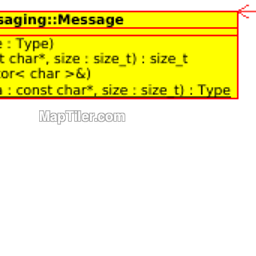 saging::Message
e : Type)
t char*, size : size_t) : size_t
or< char >&)
a : const char*, size : size_t) : Type
MapTiler.com